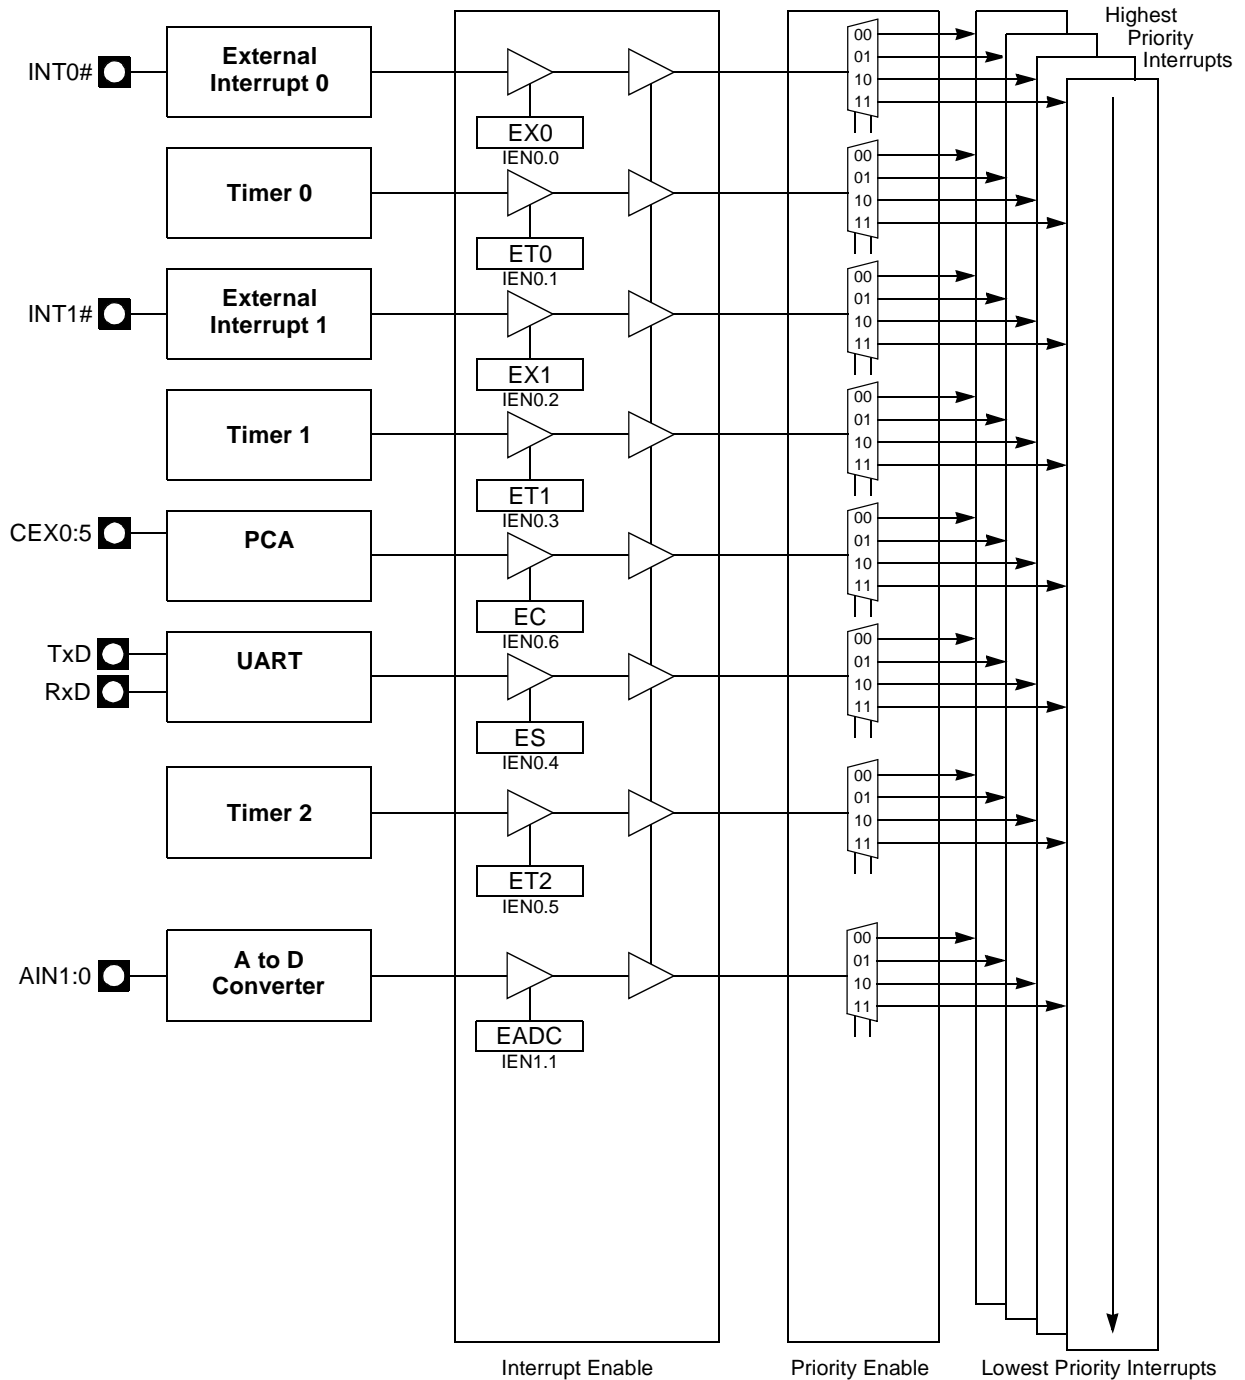 Highest
Priority
Interrupts
INT0#
External
Interrupt 0
EX0
IEN0.0
00
01
10
11
Timer 0
ET0
IEN0.1
00
01
10
11
INT1#
External
Interrupt 1
EX1
IEN0.2
00
01
10
11
Timer 1
ET1
IEN0.3
00
01
10
11
CEX0:5
PCA
EC
IEN0.6
00
01
10
11
TxD
RxD
UART
ES
IEN0.4
00
01
10
11
Timer 2
ET2
IEN0.5
00
01
10
11
AIN1:0
A to D
Converter
EADC
IEN1.1
00
01
10
11
Interrupt Enable
Priority Enable
Lowest Priority Interrupts